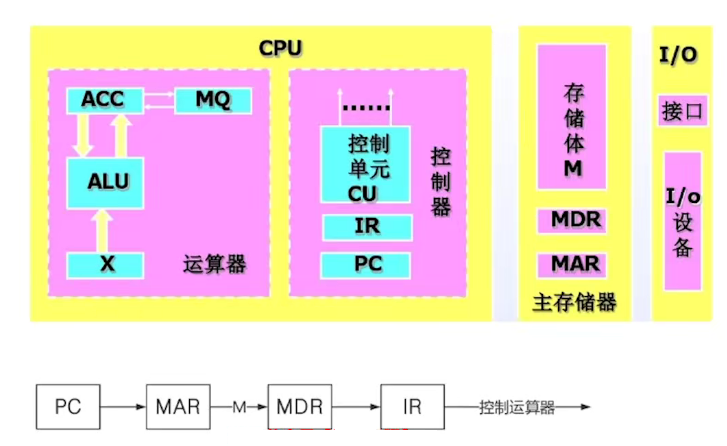 CPU
ACC
MQ
ALU
X
运算器
......
控制
单元
CU
IR
PC
控制器
存储体
M
MDR
MAR
主存储器
I/O
接口
I/o
设备
PC
MAR
M
MDR
IR
控制运算器